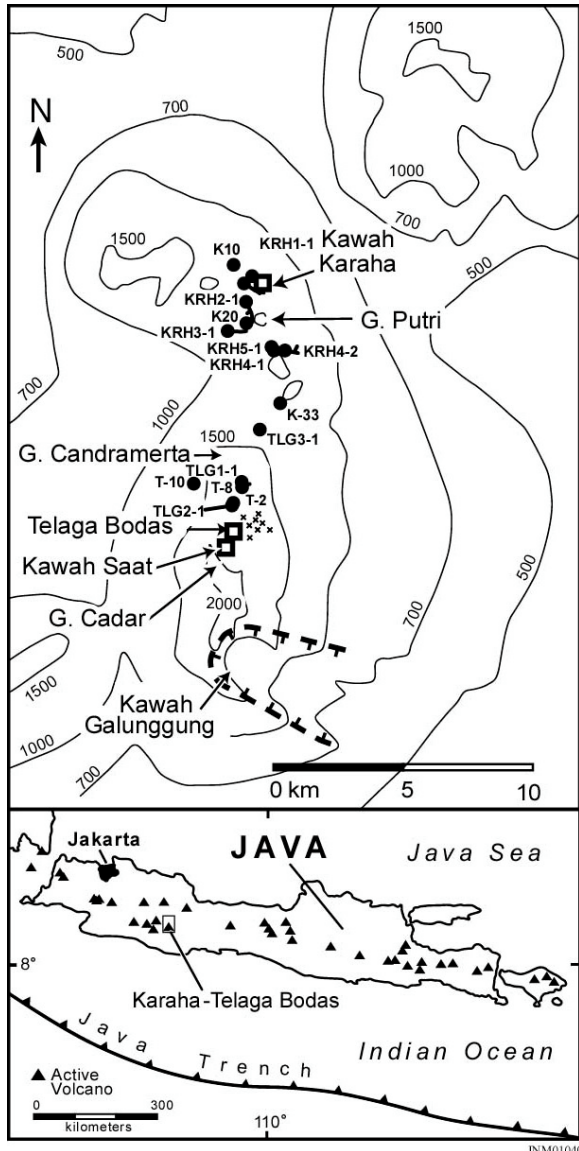 500
1500
700
N
1000
1500
K10
KRH1-1
Kawah
Karaha
700
500
KRH2-1
K20
G. Putri
KRH3-1
KRH5-1
KRH4-2
KRH4-1
700
1000
K-33
TLG3-1
1500
G. Candramerta
TLG1-1
T-10
T-8
T-2
TLG2-1
Telaga Bodas
Kawah Saat
500
G. Cadar
2000
700
1500
Kawah
Galunggung
1000
700
0 km
5
10
Jakarta
JAVA
Java Sea
8°
Karaha-Telaga Bodas
Java Trench
Indian Ocean
Active
Volcano
0
300
kilometers
110°
INM01040